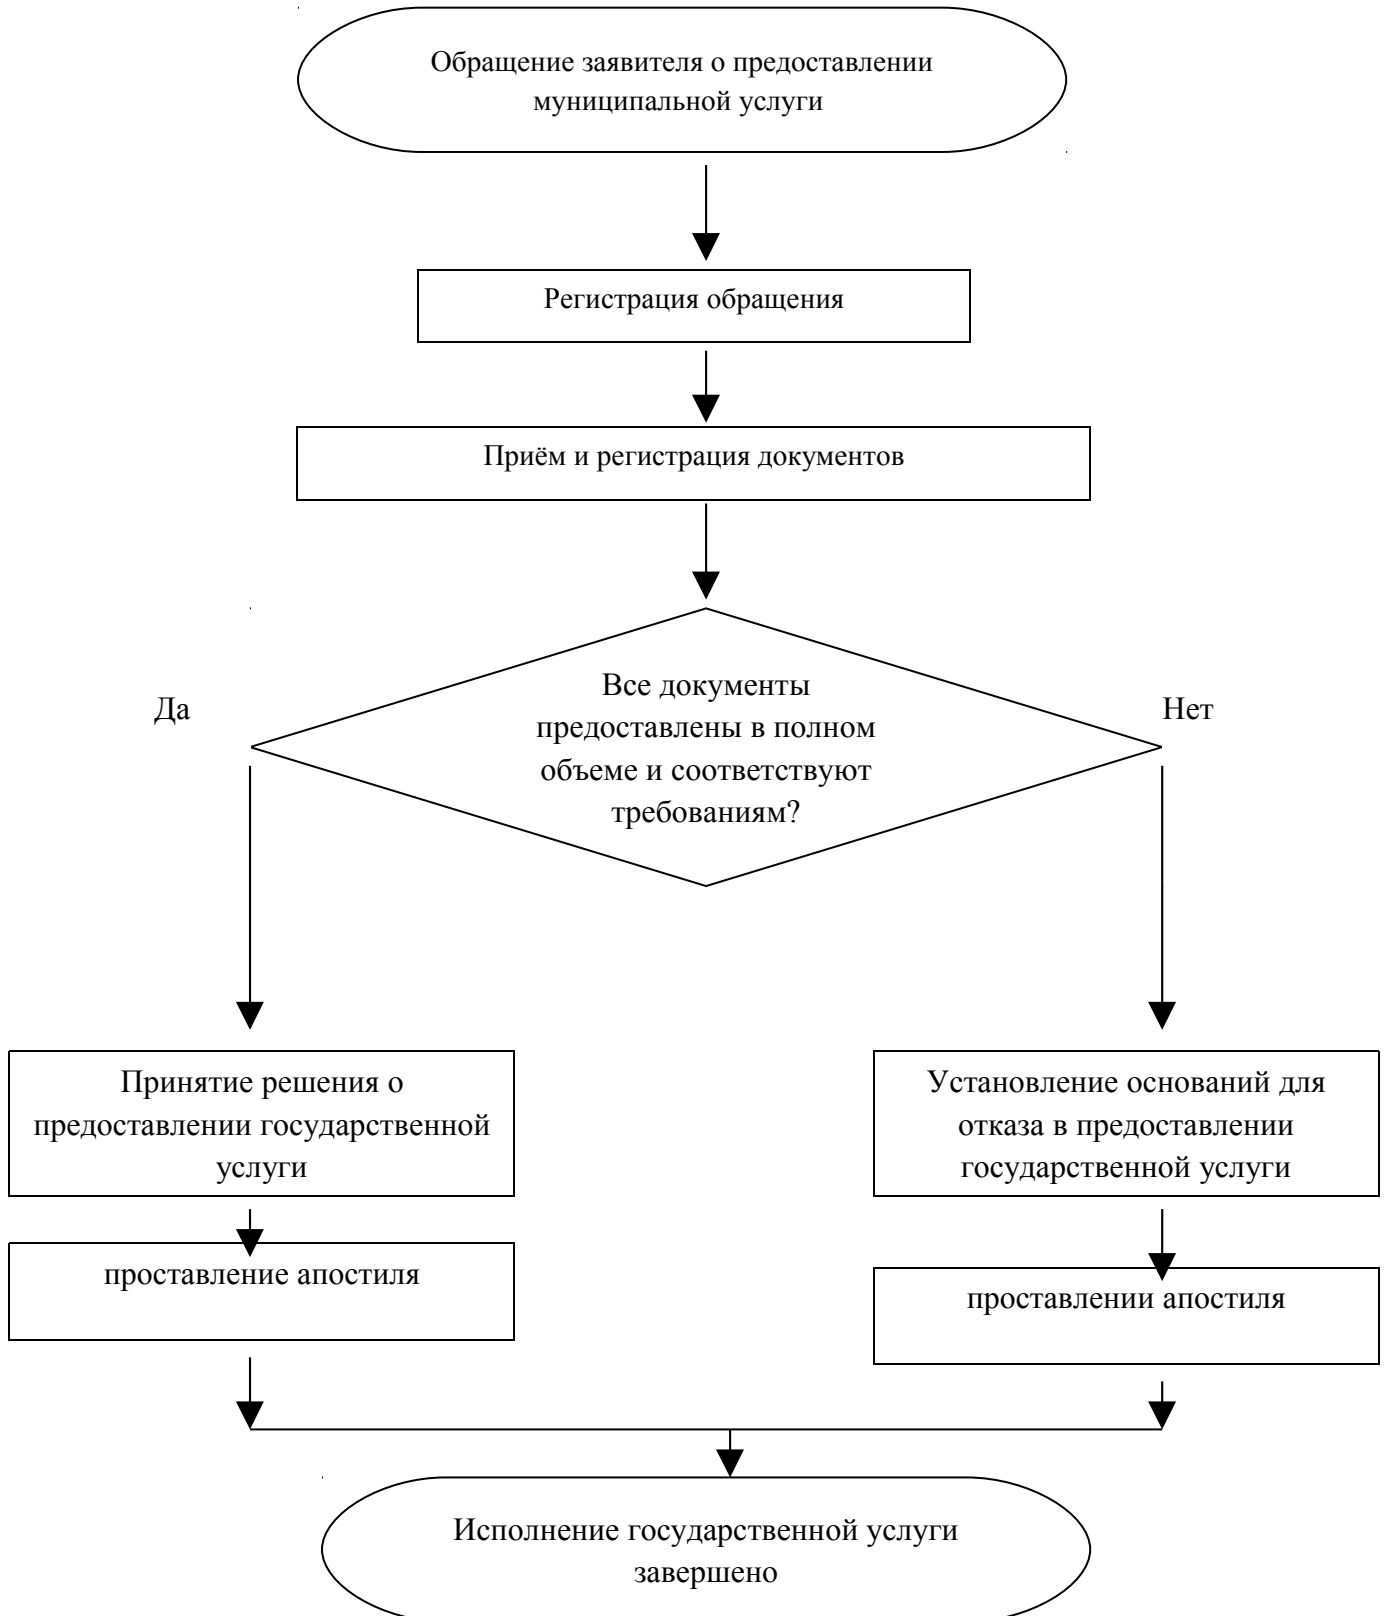 Обращение заявителя о предоставлении
муниципальной услуги
Регистрация обращения
Приём и регистрация документов
Все документы
предоставлены в полном
объеме и соответствуют
требованиям?
Да
Нет
Принятие решения о
предоставлении государственной
услуги
Установление оснований для
отказа в предоставлении
государственной услуги
проставление апостиля
проставлении апостиля
Исполнение государственной услуги
завершено